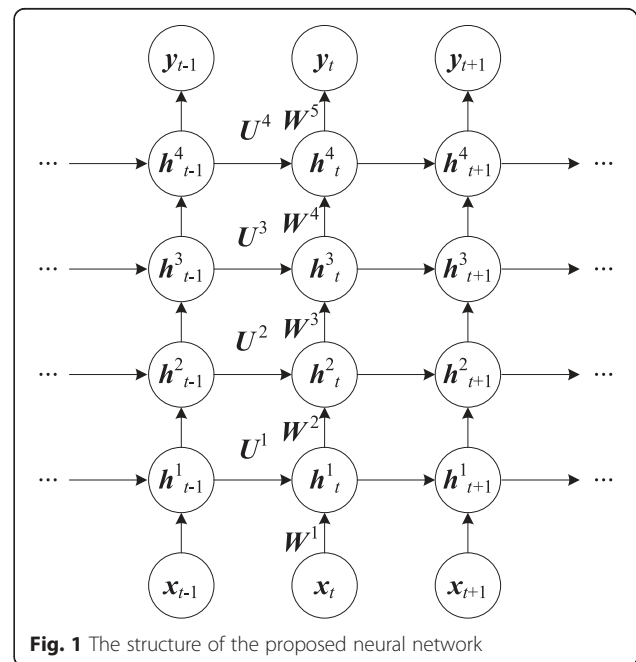 y_{t-1} y_t y_{t+1}
U^4 W^5
... h^4_{t-1} h^4_t h^4_{t+1} ...
U^3 W^4
... h^3_{t-1} h^3_t h^3_{t+1} ...
U^2 W^3
... h^2_{t-1} h^2_t h^2_{t+1} ...
U^1 W^2
... h^1_{t-1} h^1_t h^1_{t+1} ...
W^1
x_{t-1} x_t x_{t+1}
Fig. 1 The structure of the proposed neural network